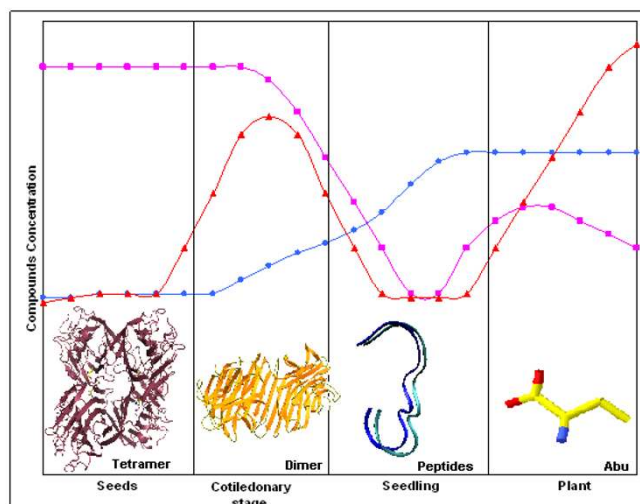 Compounds Concentration
Tetramer
Dimer
Peptides
Abu
Seeds
Cotiledonary
stage
Seedling
Plant